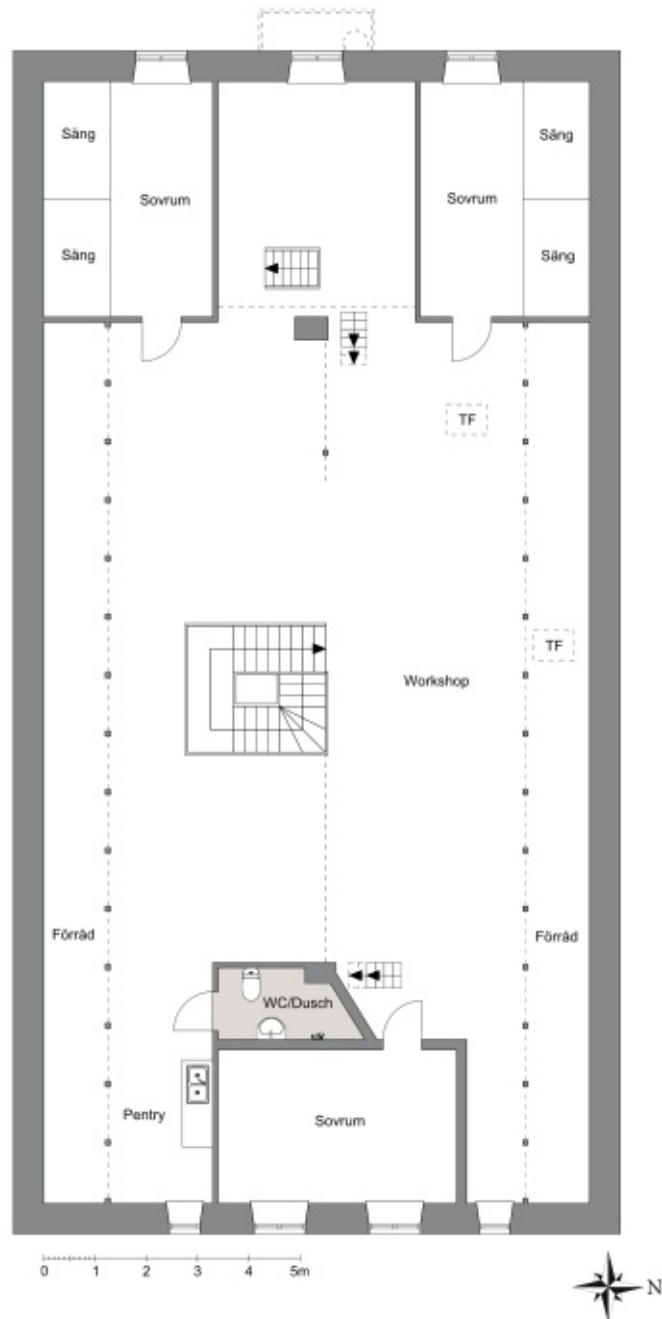 Säng
Säng
Sovrum
Sovrum
Säng
Säng
TF
TF
Workshop
Förråd
Förråd
WC/Dusch
Pentry
Sovrum
0 1 2 3 4 5m
N